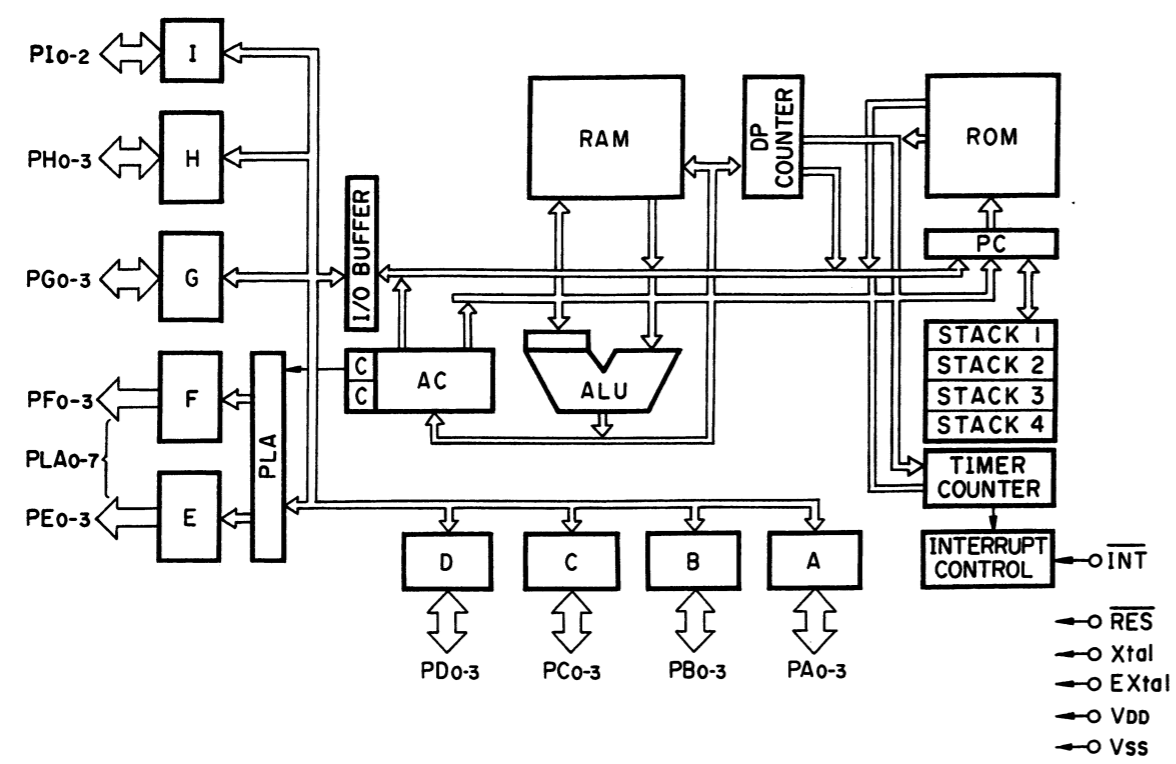 PI0-2
I
RAM
DP
COUNTER
ROM
PH0-3
H
I/O BUFFER
PC
PG0-3
G
STACK 1
STACK 2
STACK 3
STACK 4
C
C
AC
ALU
PF0-3
F
PLA
PLA0-7
TIMER
COUNTER
PE0-3
E
D
C
B
A
INTERRUPT
CONTROL
INT
RES
Xtal
EXtal
VDD
VSS
PD0-3
PC0-3
PB0-3
PA0-3